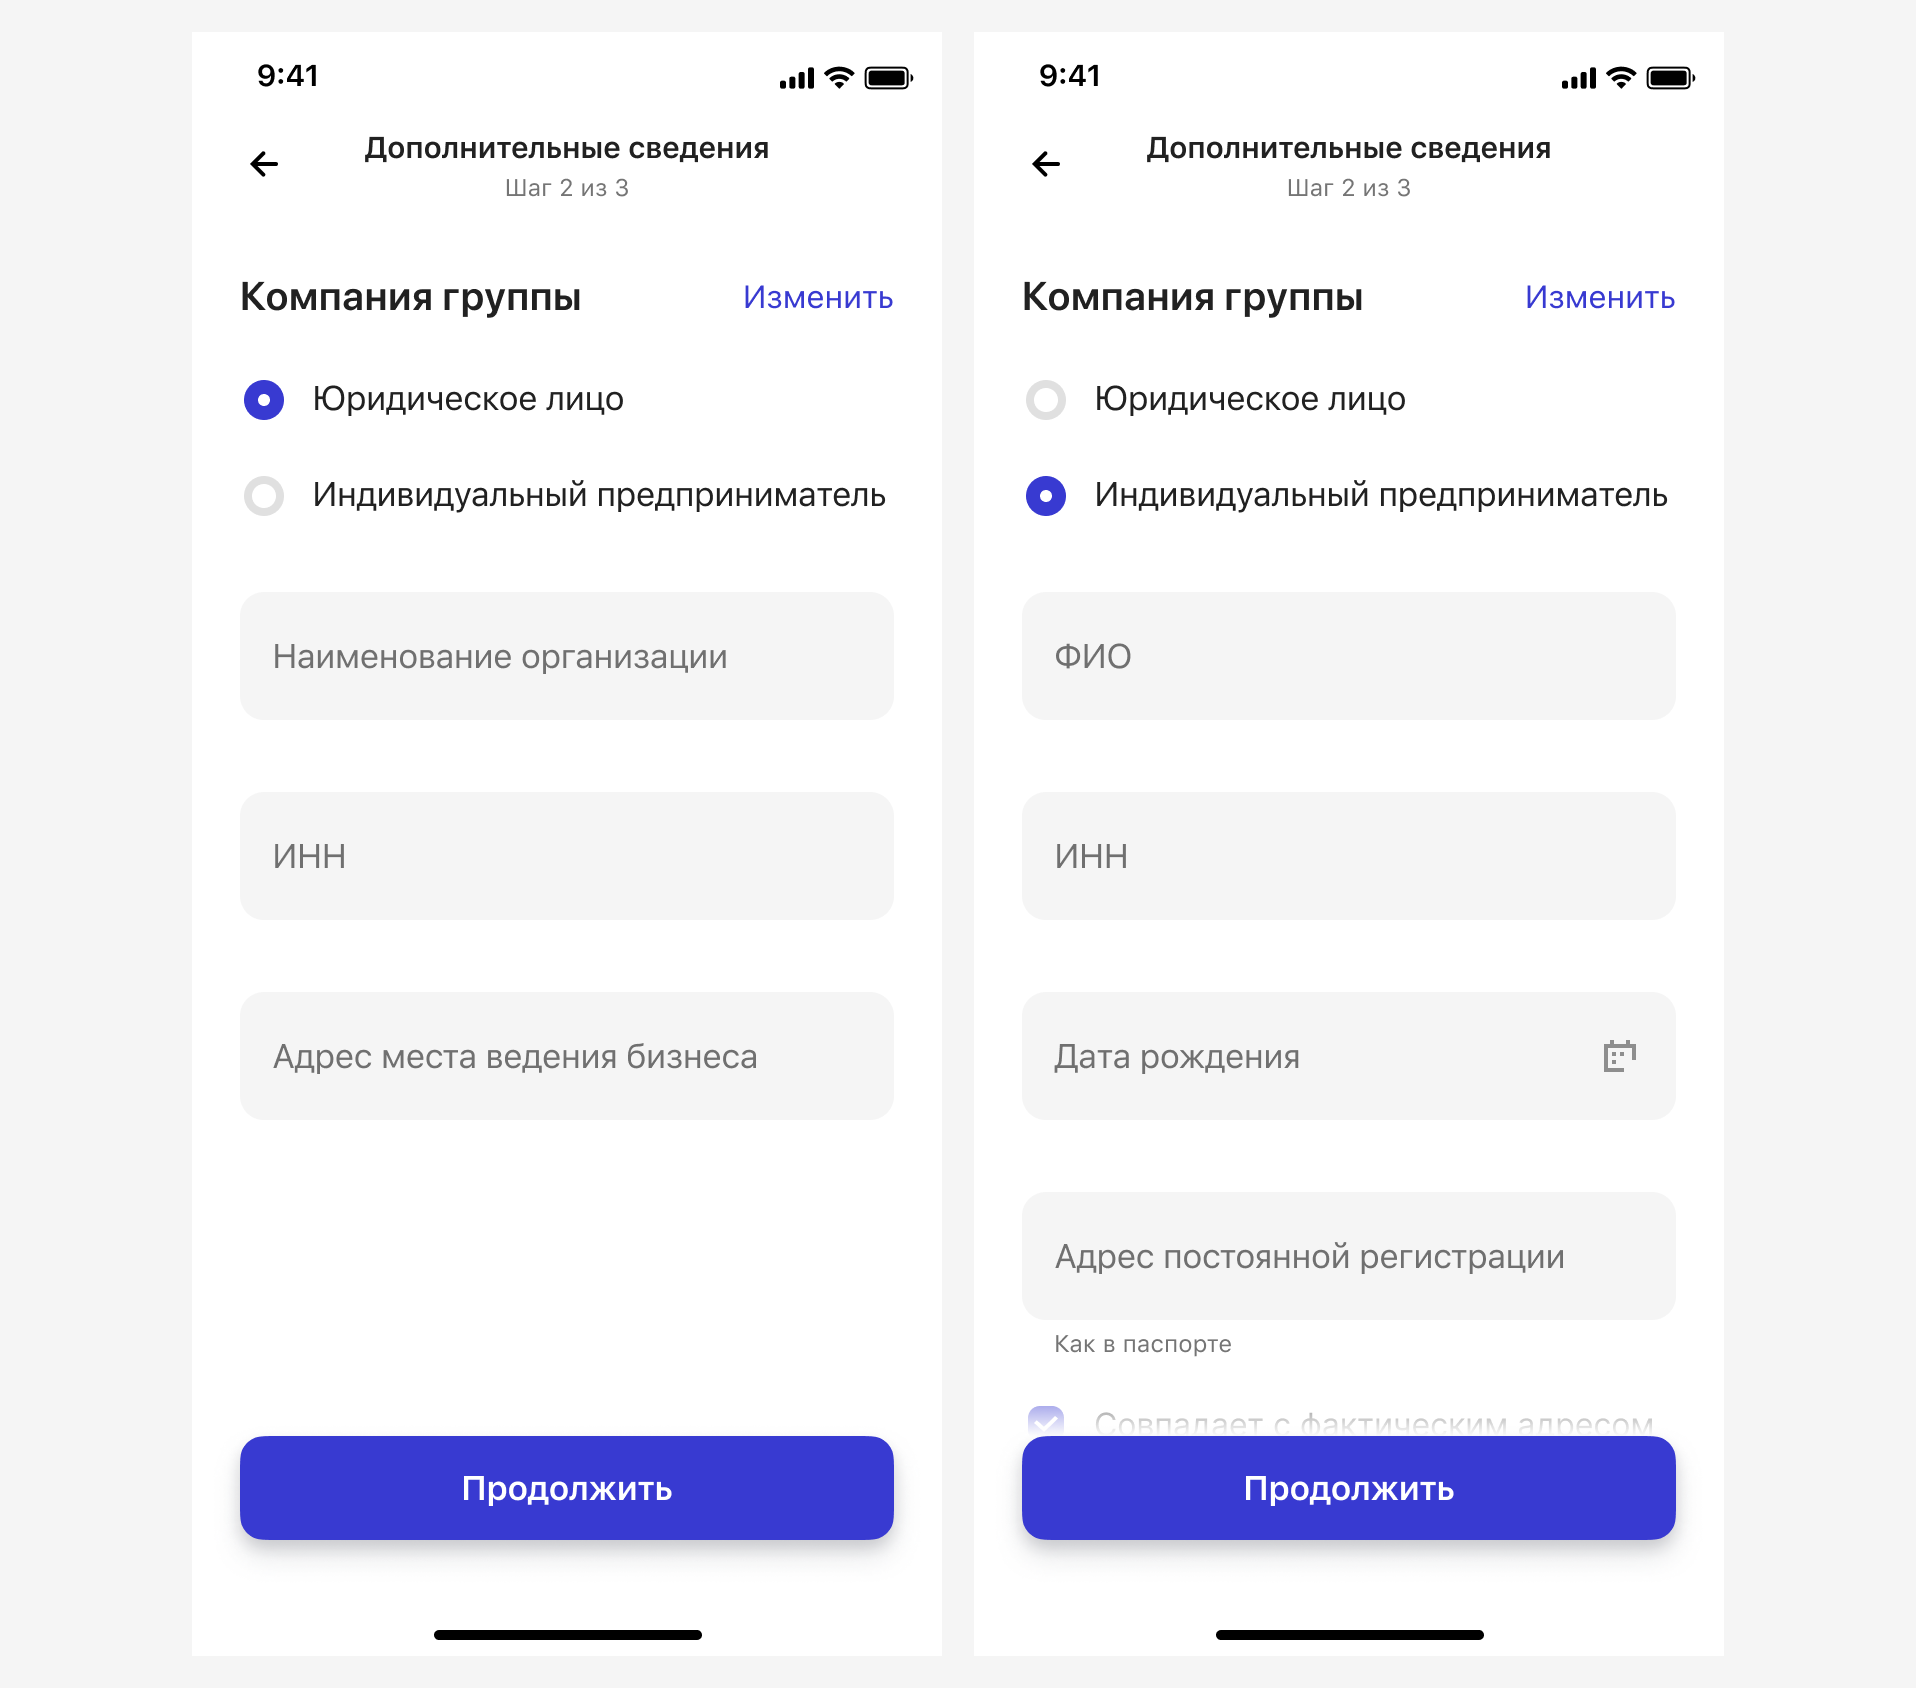 9:41
Дополнительные сведения
Шаг 2 из 3
Компания группы
Изменить
Юридическое лицо
Индивидуальный предприниматель
Наименование организации
ИНН
Адрес места ведения бизнеса
Продолжить
9:41
Дополнительные сведения
Шаг 2 из 3
Компания группы
Изменить
Юридическое лицо
Индивидуальный предприниматель
ФИО
ИНН
Дата рождения
Адрес постоянной регистрации
Как в паспорте
Совпадает с фактическим адресом
Продолжить